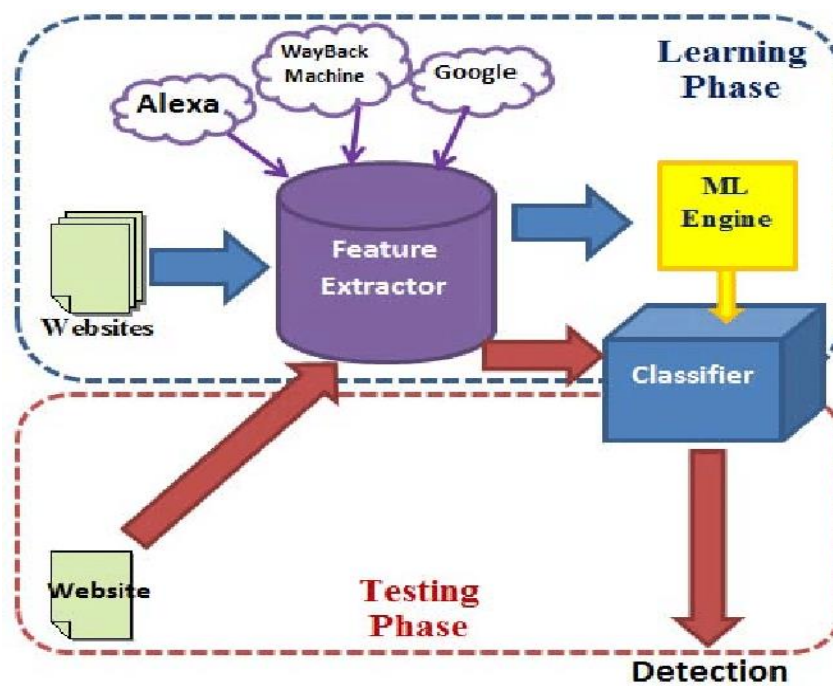 WayBack
Machine
Google
Alexa
Learning
Phase
ML
Engine
Feature
Extractor
Websites
Classifier
Website
Testing
Phase
Detection